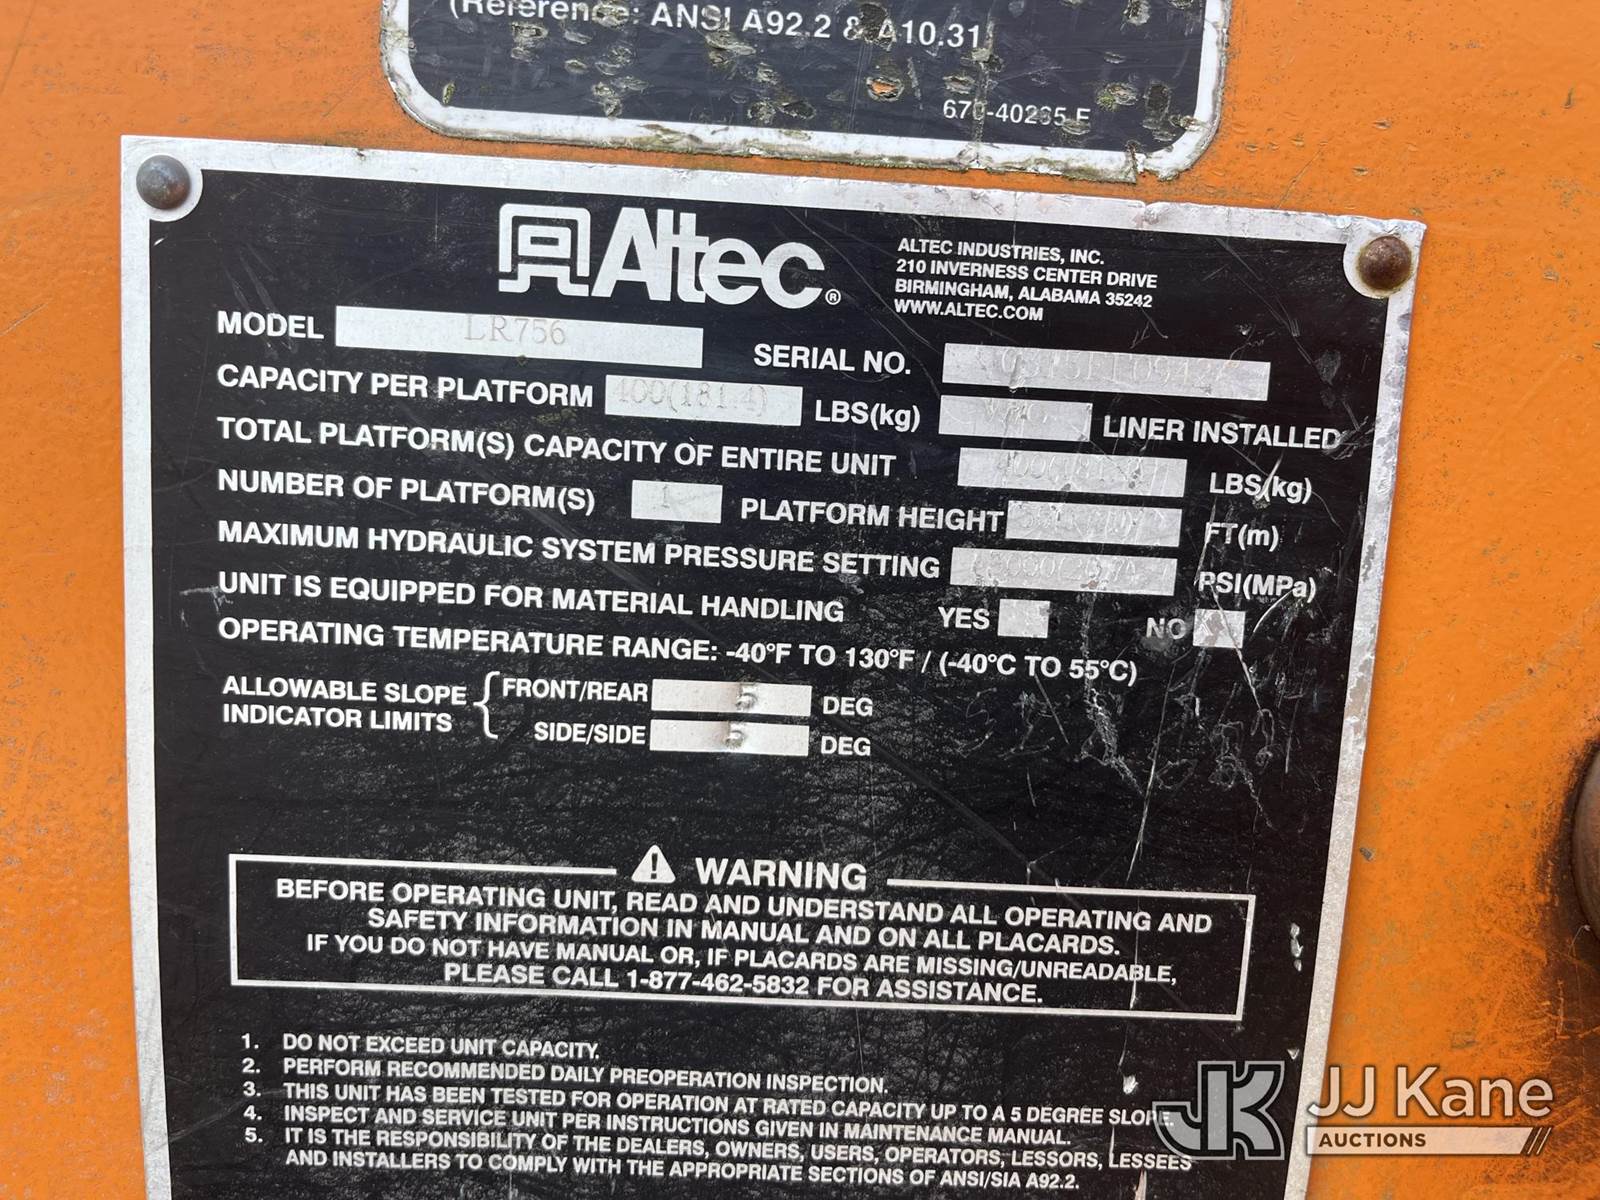 (Reference: ANSI A92.2 & A10.31)
Altec®
ALTEC INDUSTRIES, INC.
210 INVERNESS CENTER DRIVE
BIRMINGHAM, ALABAMA 35242
WWW.ALTEC.COM
MODEL LR756
SERIAL NO.
CAPACITY PER PLATFORM 400(181.4) LBS(kg)
LINER INSTALLED
TOTAL PLATFORM(S) CAPACITY OF ENTIRE UNIT LBS(kg)
NUMBER OF PLATFORM(S) 1 PLATFORM HEIGHT FT(m)
MAXIMUM HYDRAULIC SYSTEM PRESSURE SETTING PSI(MPa)
UNIT IS EQUIPPED FOR MATERIAL HANDLING YES NO
OPERATING TEMPERATURE RANGE: -40°F TO 130°F / (-40°C TO 55°C)
ALLOWABLE SLOPE INDICATOR LIMITS { FRONT/REAR 5 DEG
SIDE/SIDE 5 DEG
⚠ WARNING
BEFORE OPERATING UNIT, READ AND UNDERSTAND ALL OPERATING AND
SAFETY INFORMATION IN MANUAL AND ON ALL PLACARDS.
IF YOU DO NOT HAVE MANUAL OR, IF PLACARDS ARE MISSING/UNREADABLE,
PLEASE CALL 1-877-462-5832 FOR ASSISTANCE.
1. DO NOT EXCEED UNIT CAPACITY.
2. PERFORM RECOMMENDED DAILY PREOPERATION INSPECTION.
3. THIS UNIT HAS BEEN TESTED FOR OPERATION AT RATED CAPACITY UP TO A 5 DEGREE SLOPE.
4. INSPECT AND SERVICE UNIT PER INSTRUCTIONS GIVEN IN MAINTENANCE MANUAL.
5. IT IS THE RESPONSIBILITY OF THE DEALERS, OWNERS, USERS, OPERATORS, LESSORS, LESSEES
AND INSTALLERS TO COMPLY WITH THE APPROPRIATE SECTIONS OF ANSI/SIA A92.2.
JK JJ Kane
AUCTIONS